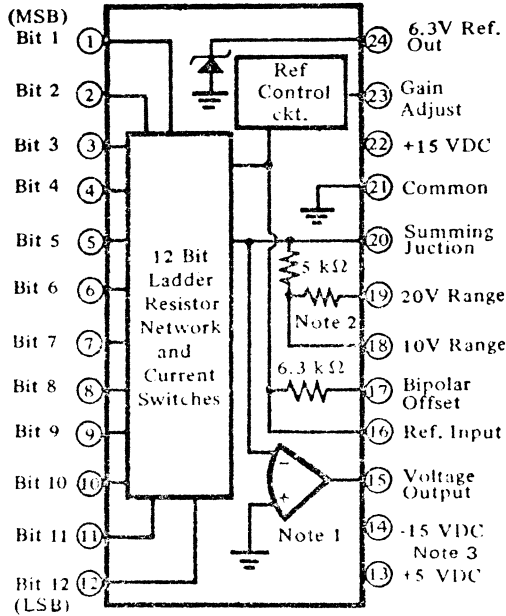 (MSB)
Bit 1
1
Bit 2
2
Bit 3
3
Bit 4
4
Bit 5
5
Bit 6
6
Bit 7
7
Bit 8
8
Bit 9
9
Bit 10
10
Bit 11
11
Bit 12
12
(LSB)
12 Bit
Ladder
Resistor
Network
and
Current
Switches
Ref
Control
ckt.
5 kΩ
Note 2
6.3 kΩ
−
+
Note 1
24
6.3V Ref.
Out
23
Gain
Adjust
22
+15 VDC
21
Common
20
Summing
Juction
19
20V Range
18
10V Range
17
Bipolar
Offset
16
Ref. Input
15
Voltage
Output
14
-15 VDC
Note 3
13
+5 VDC